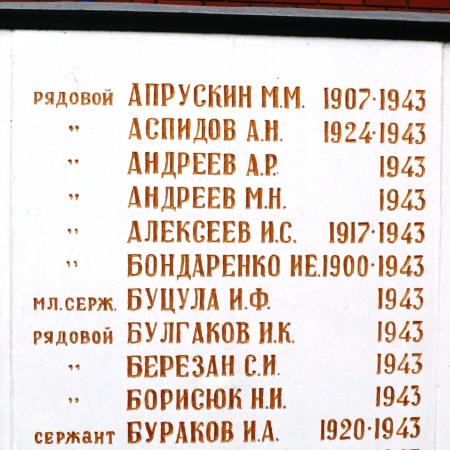 РЯДОВОЙ АПРУСКИН М.М. 1907·1943
" АСПИДОВ А.Н. 1924·1943
" АНДРЕЕВ А.Р. 1943
" АНДРЕЕВ М.Н. 1943
" АЛЕКСЕЕВ И.С. 1917·1943
" БОНДАРЕНКО И.Е. 1900·1943
МЛ.СЕРЖ. БУЦУЛА И.Ф. 1943
РЯДОВОЙ БУЛГАКОВ И.К. 1943
" БЕРЕЗАН С.И. 1943
" БОРИСЮК Н.И. 1943
СЕРЖАНТ БУРАКОВ И.А. 1920·1943